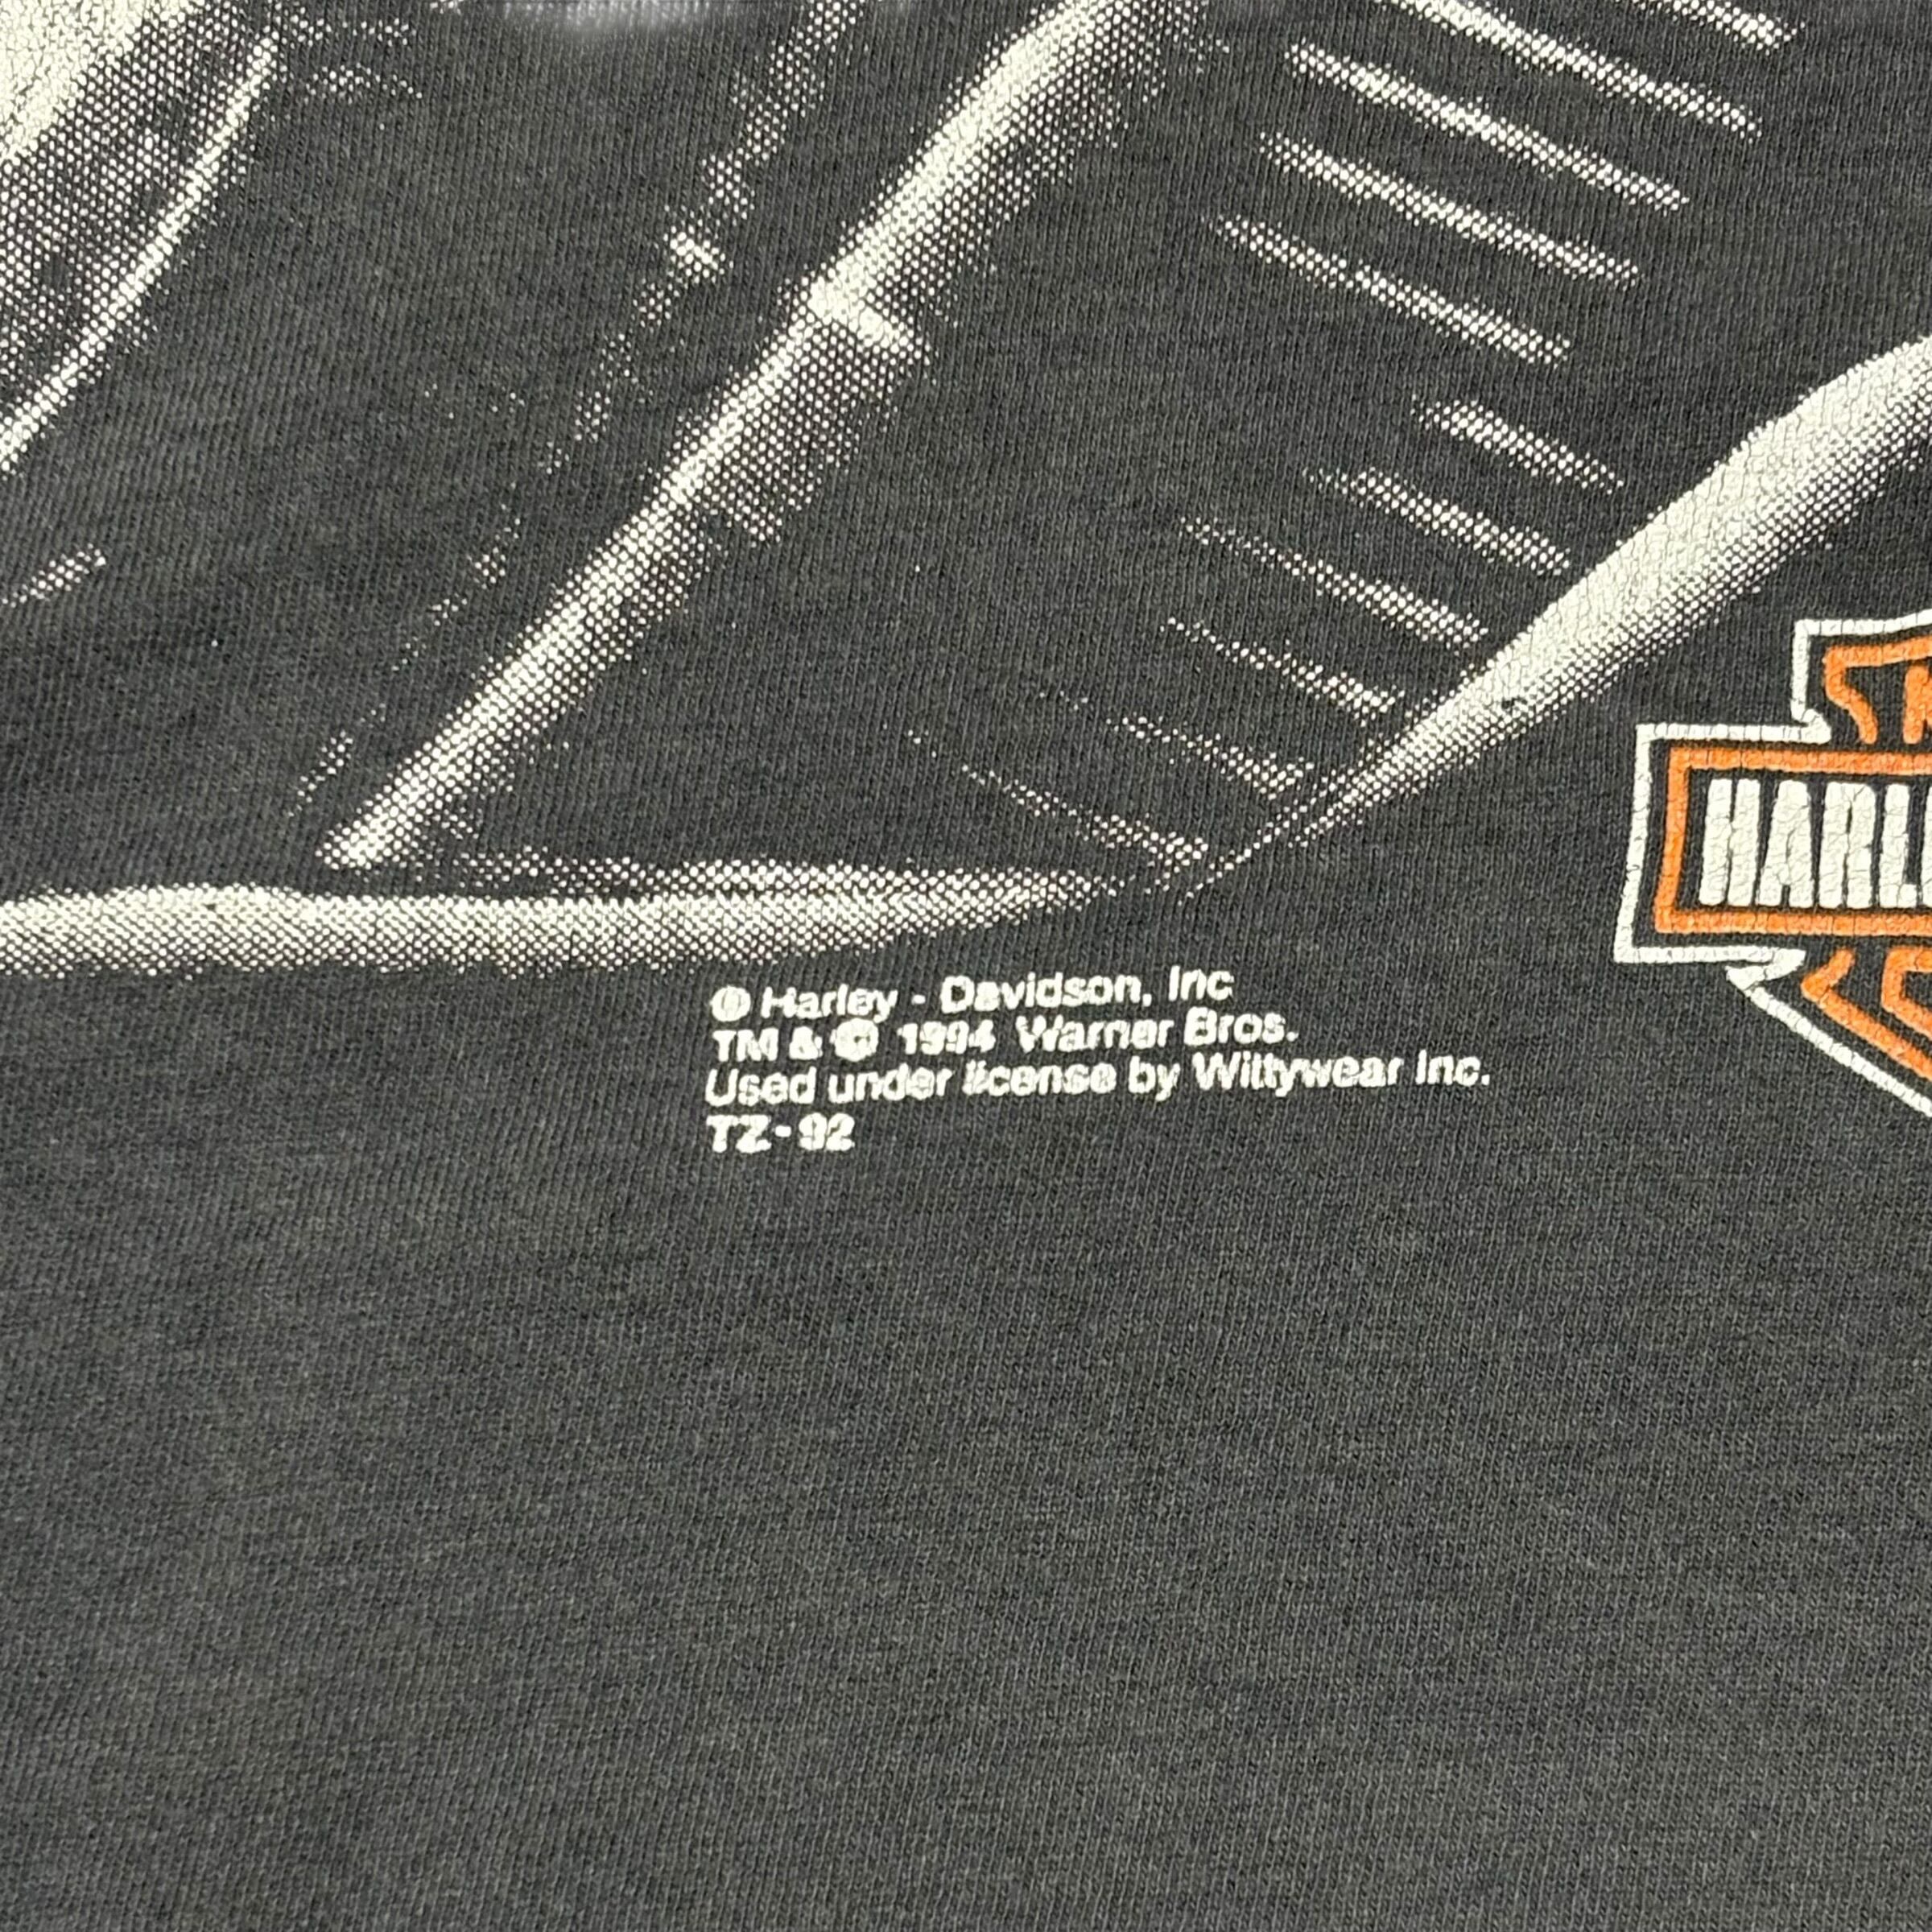 HARL
® Harley - Davidson, Inc
TM & © 1994 Warner Bros.
Used under license by Wittywear Inc.
TZ-92